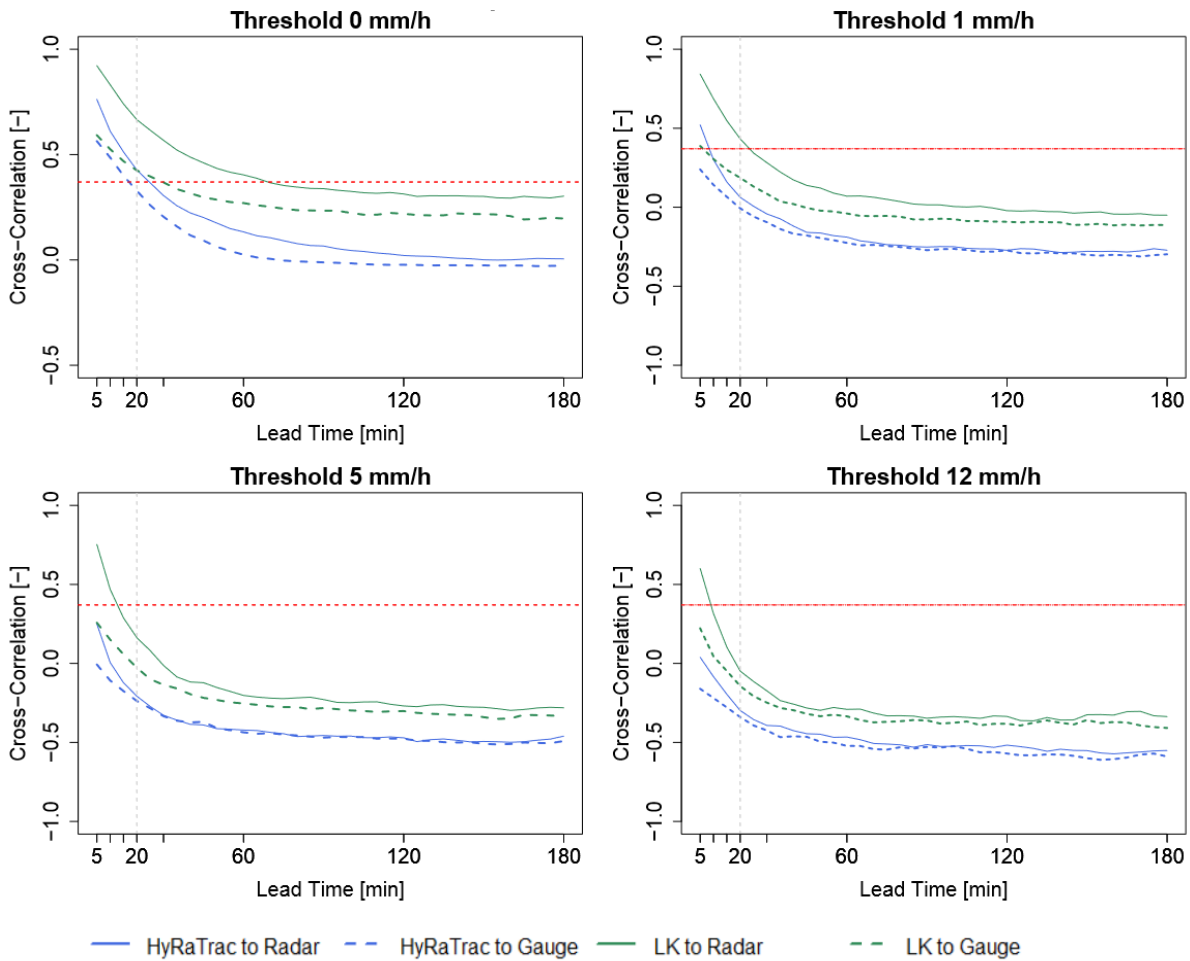 Threshold 0 mm/h
Threshold 1 mm/h
Cross−Correlation [−]
1.0
0.5
0.0
−0.5
5 20 60 120 180
Lead Time [min]
Cross−Correlation [−]
1.0
0.5
0.0
−0.5
−1.0
5 20 60 120 180
Lead Time [min]
Threshold 5 mm/h
Threshold 12 mm/h
Cross−Correlation [−]
1.0
0.5
0.0
−0.5
−1.0
5 20 60 120 180
Lead Time [min]
Cross−Correlation [−]
1.0
0.5
0.0
−0.5
−1.0
5 20 60 120 180
Lead Time [min]
HyRaTrac to Radar HyRaTrac to Gauge LK to Radar LK to Gauge